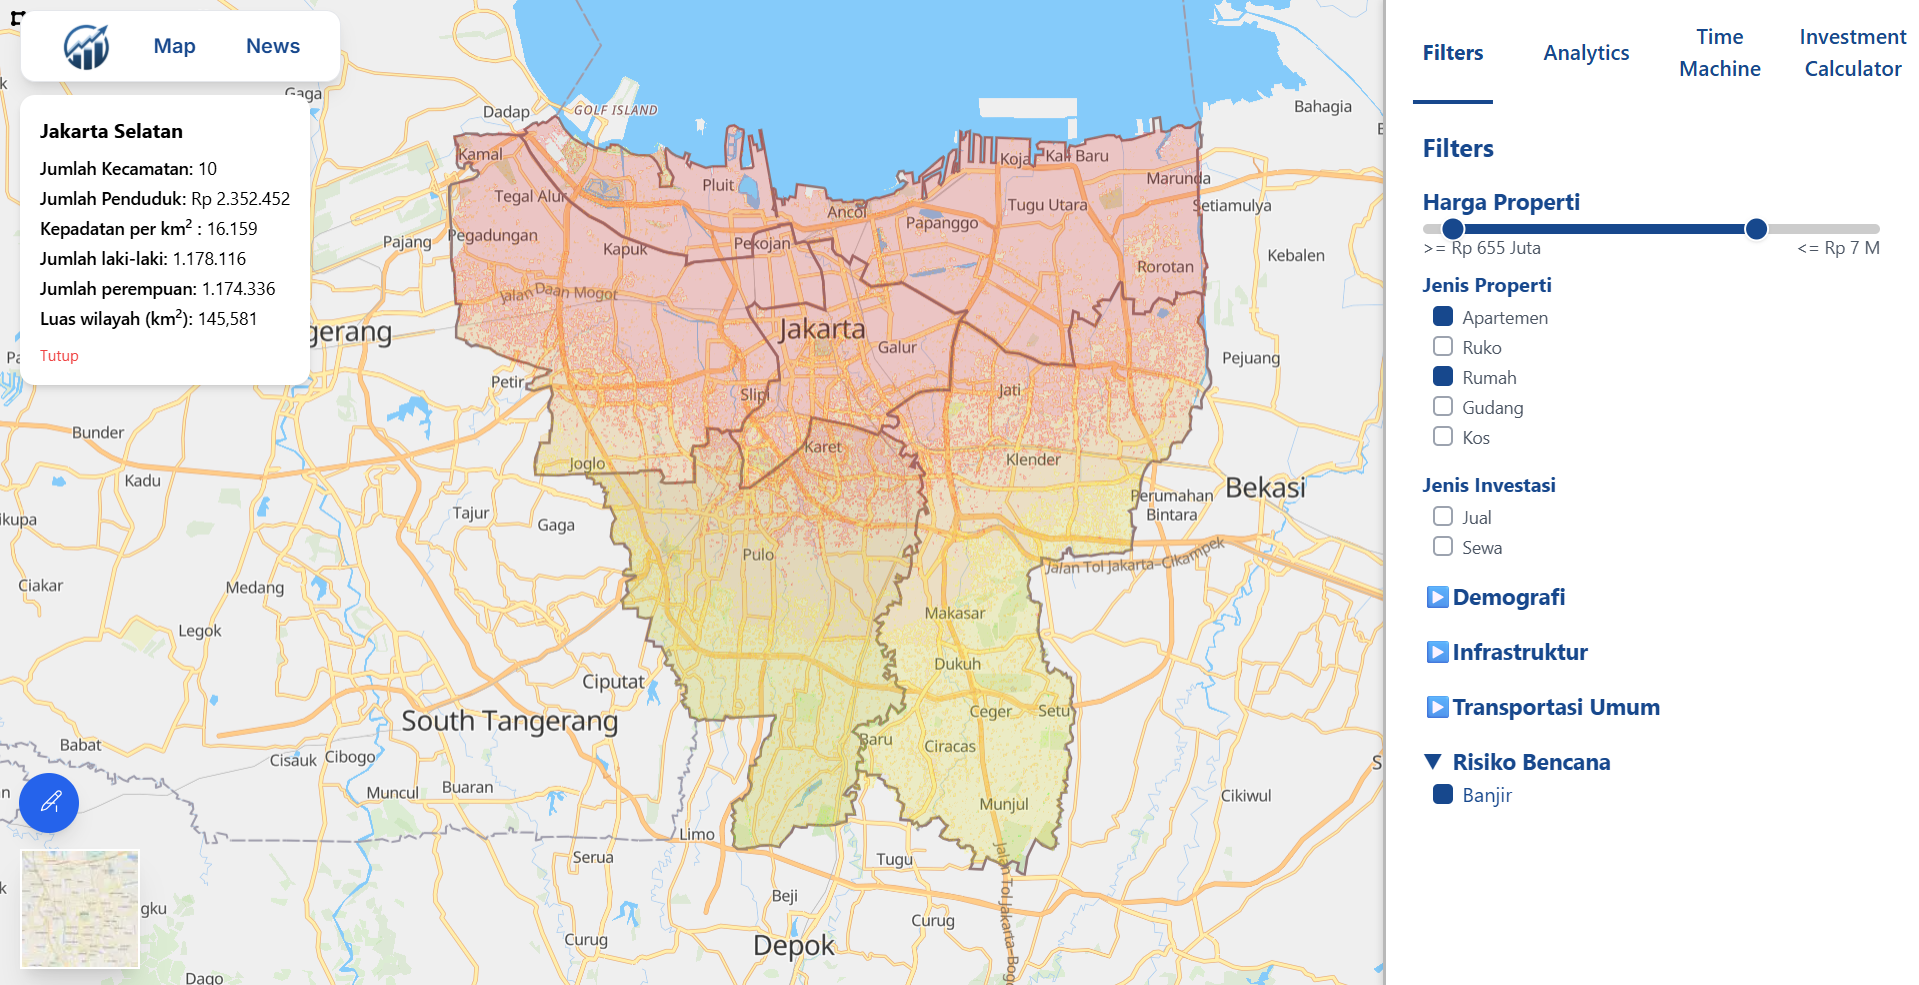 Map
News
Jakarta Selatan
Jumlah Kecamatan: 10
Jumlah Penduduk: Rp 2.352.452
Kepadatan per km² : 16.159
Jumlah laki-laki: 1.178.116
Jumlah perempuan: 1.174.336
Luas wilayah (km²): 145,581
Tutup
Gaga
Dadap
GOLF ISLAND
Bahagia
Kamal
Koja
Kali Baru
Pluit
Marunda
Tegal Alur
Tugu Utara
Setiamulya
Ancol
Papanggo
Pajang
Pegadungan
Kapuk
Pekojan
Kebalen
Rorotan
Jalan Daan Mogot
gerang
Jakarta
Galur
Pejuang
Petir
Slipi
Jati
Bunder
Karet
Joglo
Klender
Kadu
Bekasi
Perumahan
Bintara
Tajur
Gaga
ikupa
Pulo
Jalan Tol Jakarta-Cikampek
Ciakar
Medang
Makasar
Legok
Dukuh
Ciputat
Ceger
Setu
South Tangerang
Babat
Baru
Ciracas
Cisauk
Cibogo
Muncul
Buaran
Cikiwul
Munjul
Limo
Serua
Tugu
Jalan Tol Jakarta-Bogo
Beji
gku
Curug
Curug
Depok
Dago
Filters
Analytics
Time
Machine
Investment
Calculator
Filters
Harga Properti
>= Rp 655 Juta
<= Rp 7 M
Jenis Properti
Apartemen
Ruko
Rumah
Gudang
Kos
Jenis Investasi
Jual
Sewa
Demografi
Infrastruktur
Transportasi Umum
Risiko Bencana
Banjir